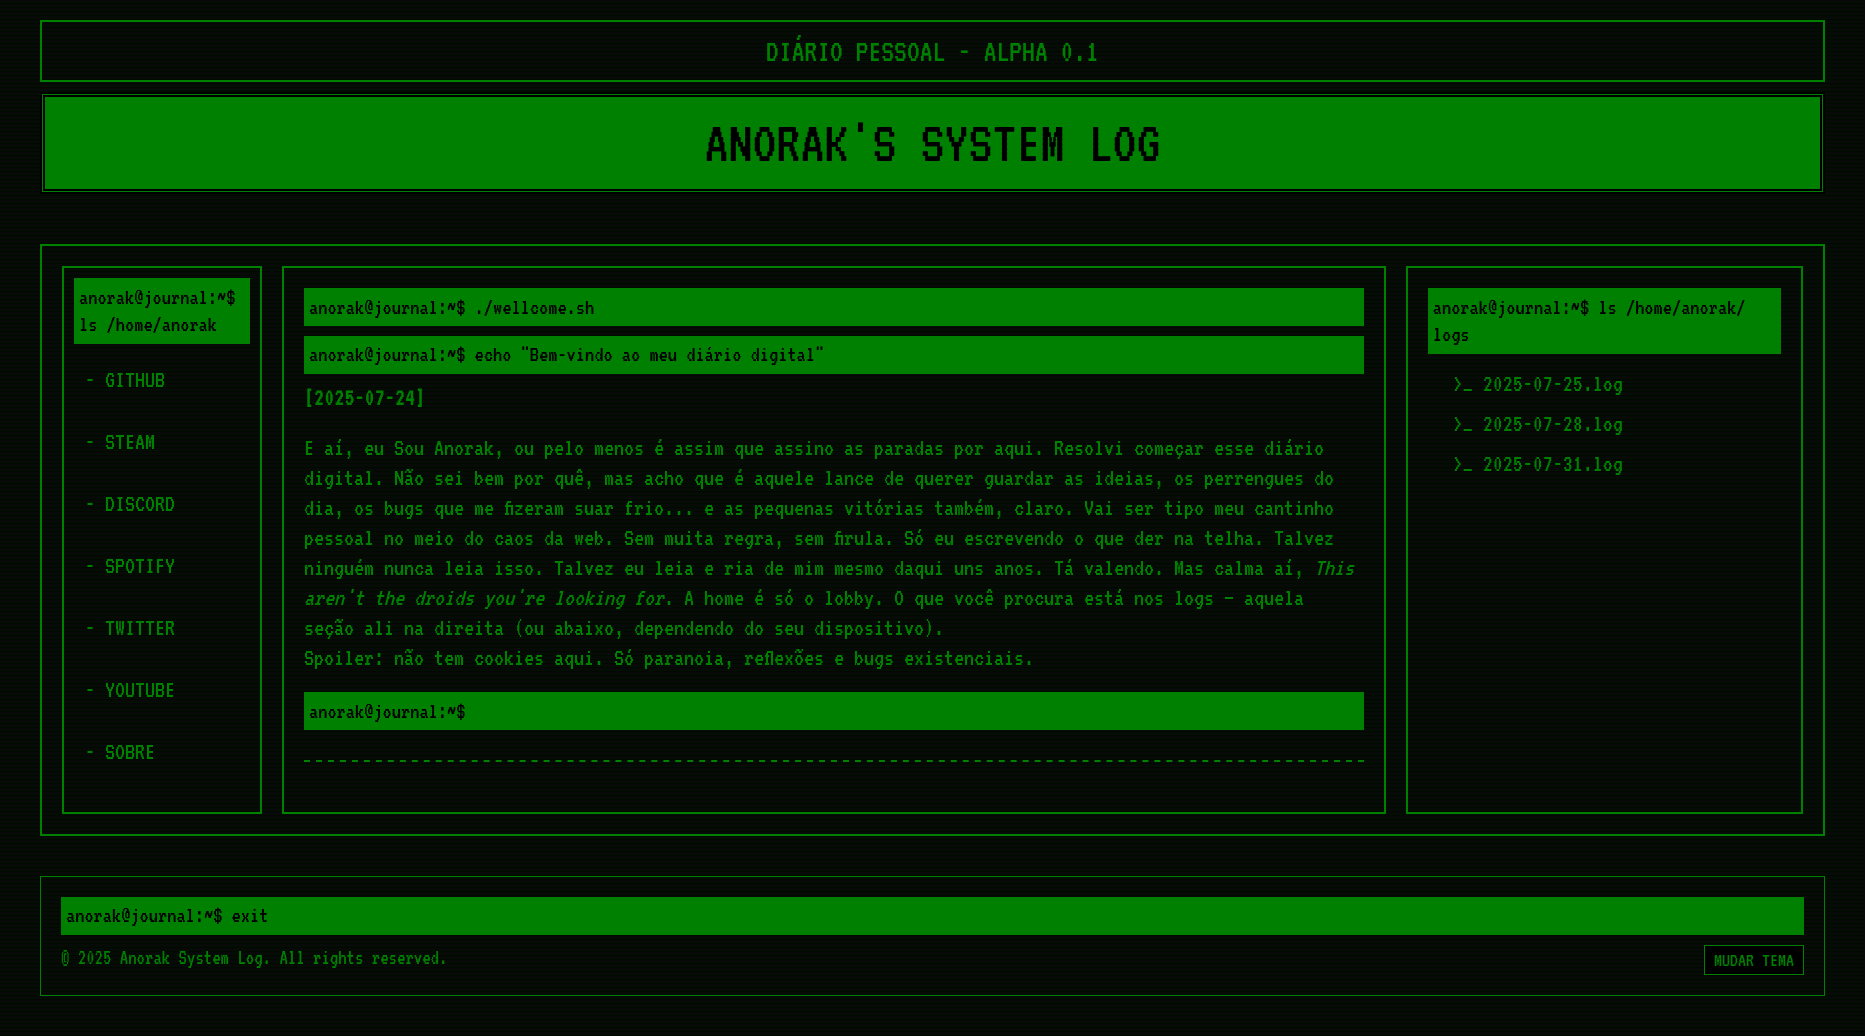 DIÁRIO PESSOAL - ALPHA 0.1
ANORAK'S SYSTEM LOG
anorak@journal:~$
ls /home/anorak
- GITHUB
- STEAM
- DISCORD
- SPOTIFY
- TWITTER
- YOUTUBE
- SOBRE
anorak@journal:~$ ./wellcome.sh
anorak@journal:~$ echo "Bem-vindo ao meu diário digital"
[2025-07-24]
E aí, eu Sou Anorak, ou pelo menos é assim que assino as paradas por aqui. Resolvi começar esse diário
digital. Não sei bem por quê, mas acho que é aquele lance de querer guardar as ideias, os perrengues do
dia, os bugs que me fizeram suar frio... e as pequenas vitórias também, claro. Vai ser tipo meu cantinho
pessoal no meio do caos da web. Sem muita regra, sem firula. Só eu escrevendo o que der na telha. Talvez
ninguém nunca leia isso. Talvez eu leia e ria de mim mesmo daqui uns anos. Tá valendo. Mas calma aí, This
aren't the droids you're looking for. A home é só o lobby. O que você procura está nos logs — aquela
seção ali na direita (ou abaixo, dependendo do seu dispositivo).
Spoiler: não tem cookies aqui. Só paranoia, reflexões e bugs existenciais.
anorak@journal:~$
anorak@journal:~$ ls /home/anorak/
logs
>_ 2025-07-25.log
>_ 2025-07-28.log
>_ 2025-07-31.log
anorak@journal:~$ exit
© 2025 Anorak System Log. All rights reserved.
MUDAR TEMA